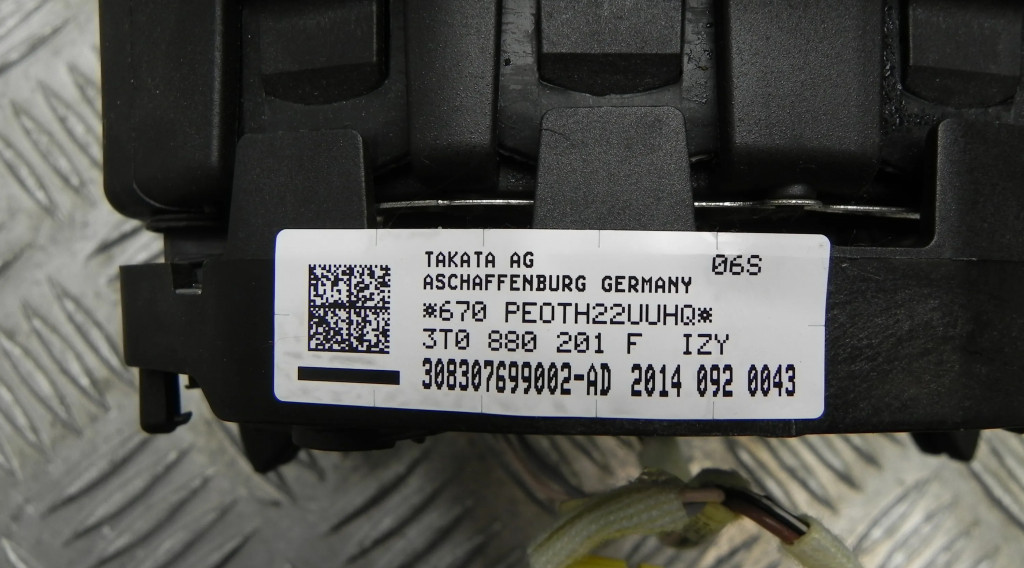 TAKATA AG 06S
ASCHAFFENBURG GERMANY
*670 PEOTH22UUHQ*
3T0 880 201 F IZY
308307699002-AD 2014 092 0043